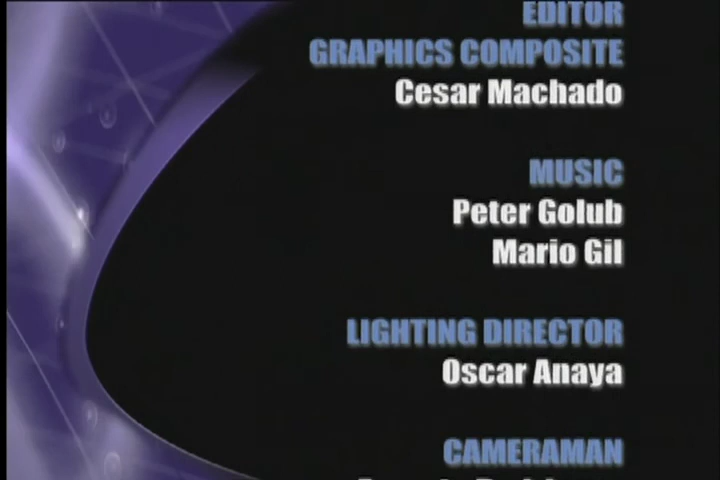 EDITOR
GRAPHICS COMPOSITE
Cesar Machado
MUSIC
Peter Golub
Mario Gil
LIGHTING DIRECTOR
Oscar Anaya
CAMERAMAN